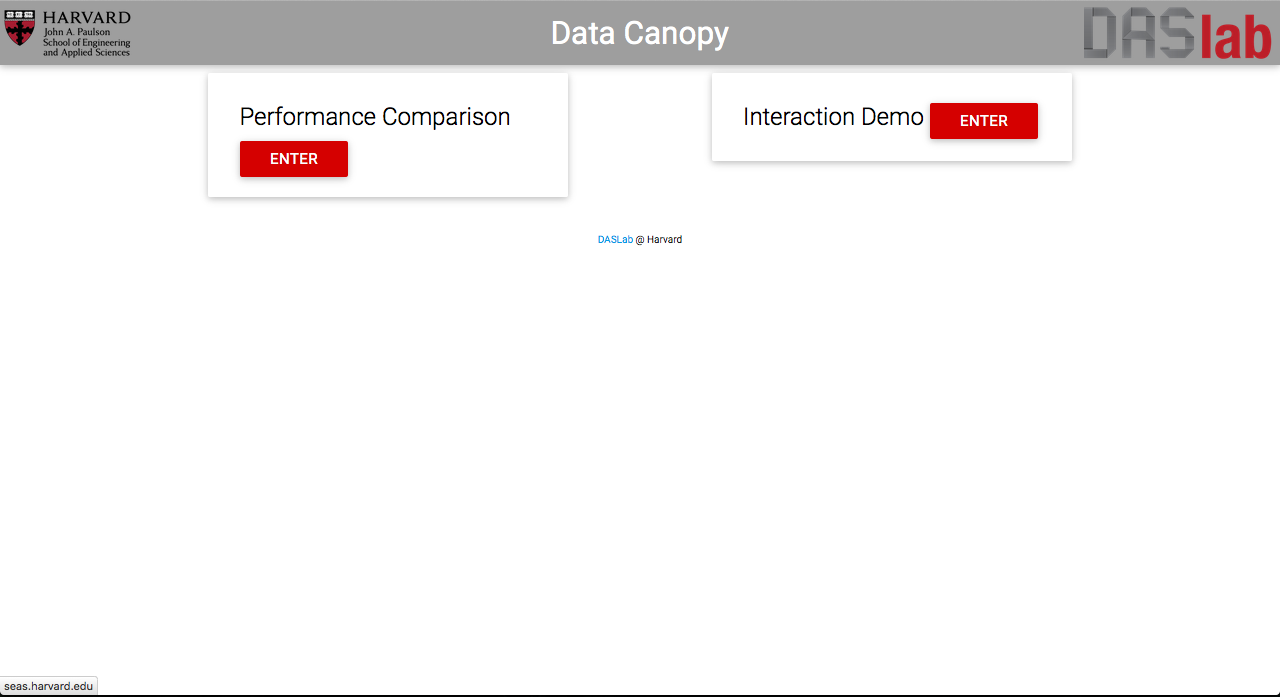 HARVARD
John A. Paulson
School of Engineering
and Applied Sciences
Data Canopy
DASlab
Performance Comparison
ENTER
Interaction Demo ENTER
DASLab @ Harvard
seas.harvard.edu